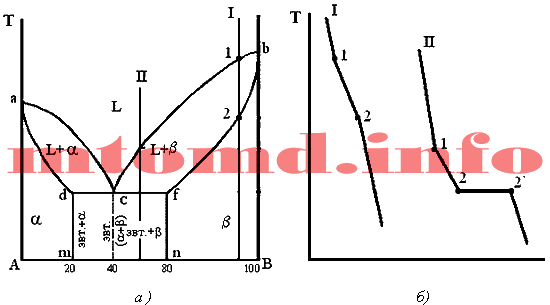 T
I
II
1
b
2
L
a
L+α
L+β
d
c
f
α
эвт.+α
эвт.
(α+β)
эвт.+β
β
m
n
A
20
40
80
100
B
а)
T
I
II
1
2
1
2
2`
б)
mtomd.info